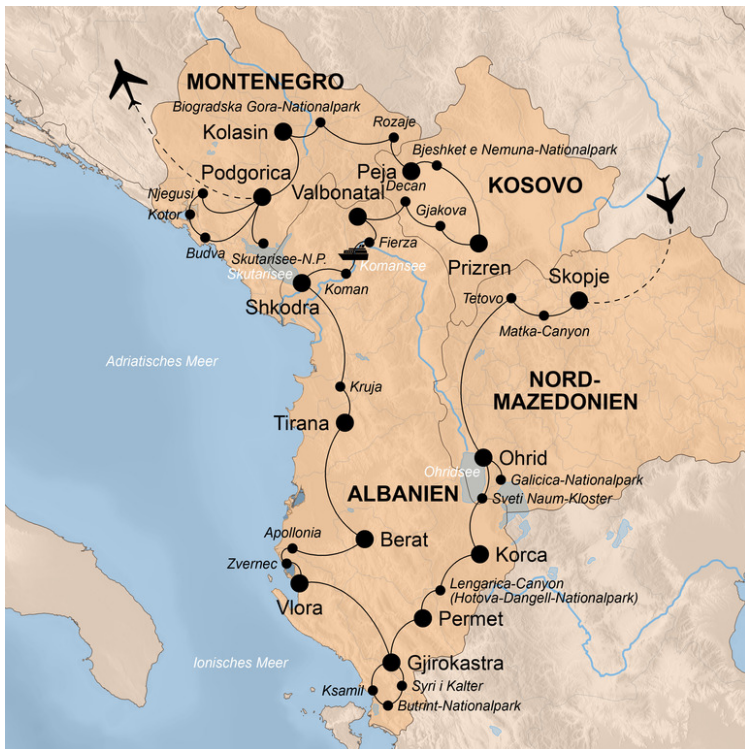 MONTENEGRO
Biogradska Gora-Nationalpark
Kolasin
Rozaje
Bjeshket e Nemuna-Nationalpark
Peja
KOSOVO
Podgorica
Njegusi
Valbonatal
Decan
Kotor
Gjakova
Budva
Fierza
Skutarisee-N.P.
Prizren
Skutarisee
Komansee
Skopje
Koman
Tetovo
Shkodra
Matka-Canyon
Adriatisches Meer
NORD-
MAZEDONIEN
Kruja
Tirana
Ohrid
Ohridsee
Galicica-Nationalpark
ALBANIEN
Sveti Naum-Kloster
Apollonia
Berat
Korca
Zvernec
Lengarica-Canyon
(Hotova-Dangell-Nationalpark)
Vlora
Permet
Ionisches Meer
Gjirokastra
Ksamil
Syri i Kalter
Butrint-Nationalpark